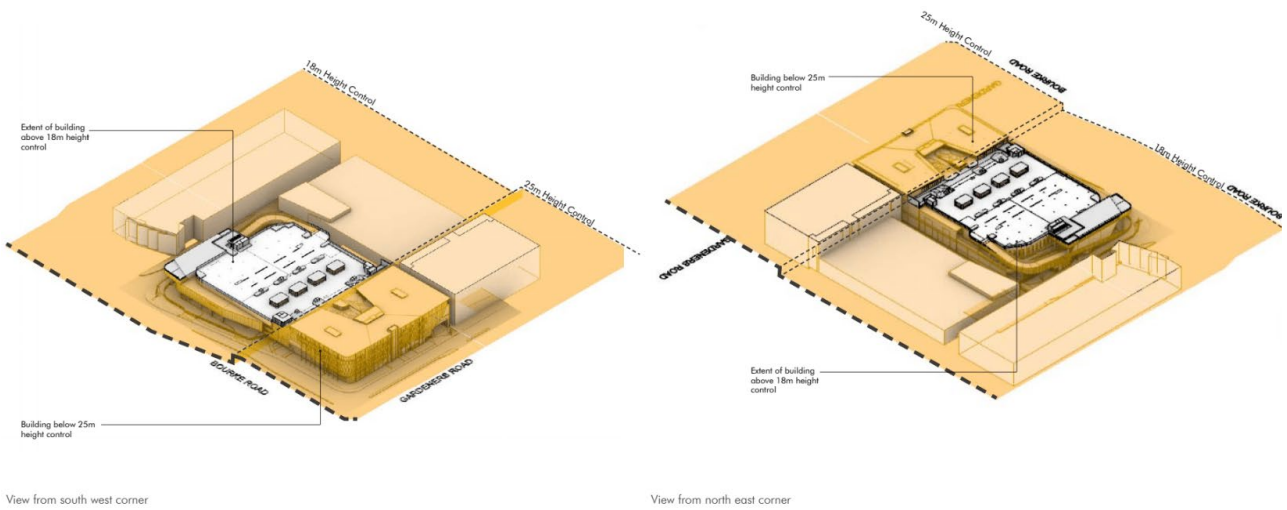 18m Height Control
Extent of building
above 18m height
control
25m Height Control
BOURKE ROAD
GARDENERS ROAD
Building below 25m
height control
View from south west corner
25m Height Control
BOURKE ROAD
Building below 25m
height control
GARDENERS
18m Height Control
BOURKE ROAD
GARDENERS ROAD
Extent of building
above 18m height
control
View from north east corner